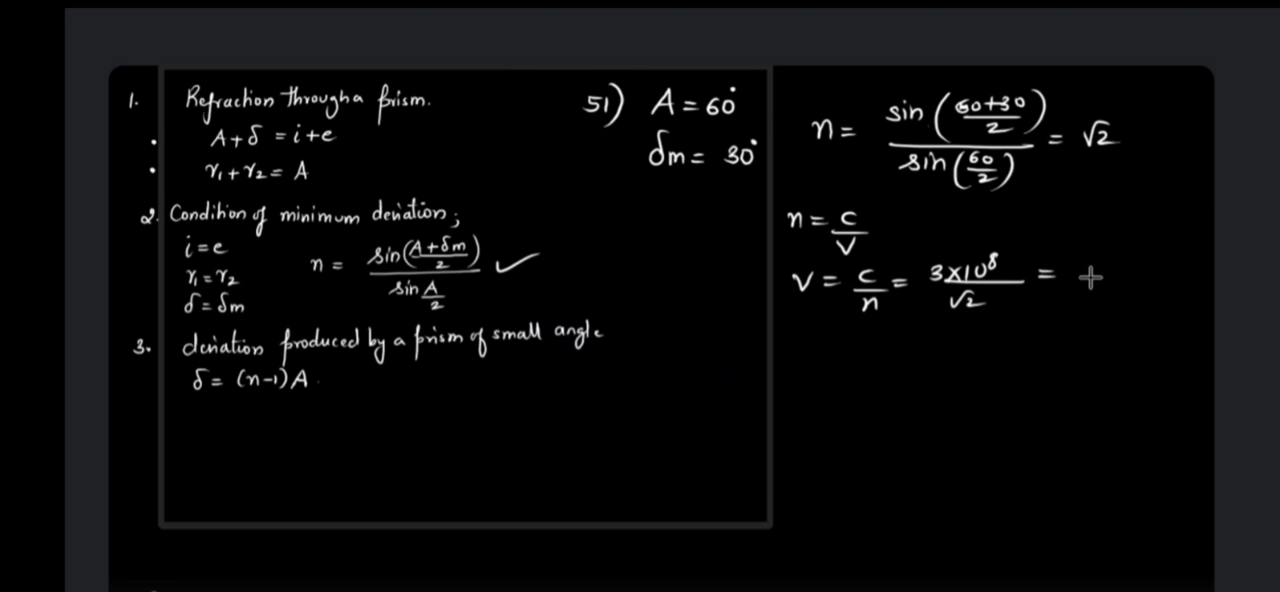 1. Refraction through a prism.
• A+δ = i+e
• r₁+r₂ = A
2. Condition of minimum deviation;
i=e
r₁=r₂
δ=δm
n = sin(A+δm/2) / sin A/2 ✓
3. deviation produced by a prism of small angle
δ = (n-1)A.
51) A = 60°
δm = 30°
n = sin(60+30/2) / sin(60/2) = √2
n = c/v
v = c/n = 3×10⁸/√2 =